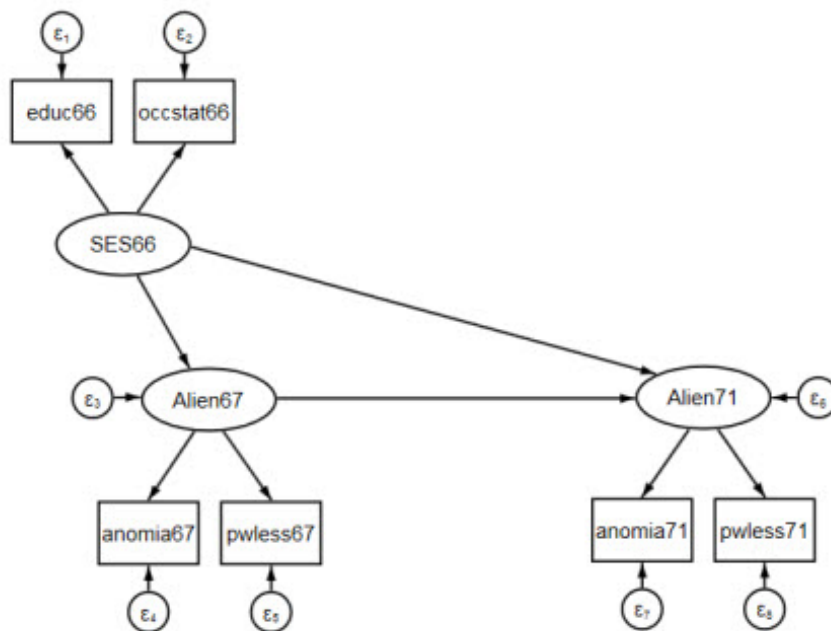 ε₁
ε₂
educ66
occstat66
SES66
ε₃
Alien67
Alien71
ε₆
anomia67
pwless67
anomia71
pwless71
ε₄
ε₅
ε₇
ε₈